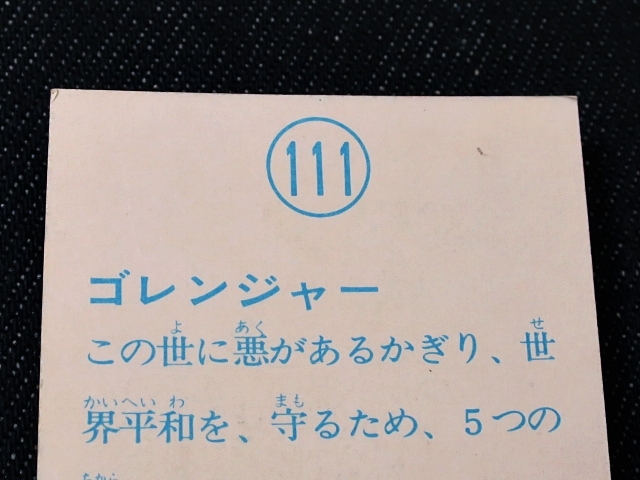 111
ゴレンジャー
この世に悪があるかぎり、世
界平和を、守るため、5つの